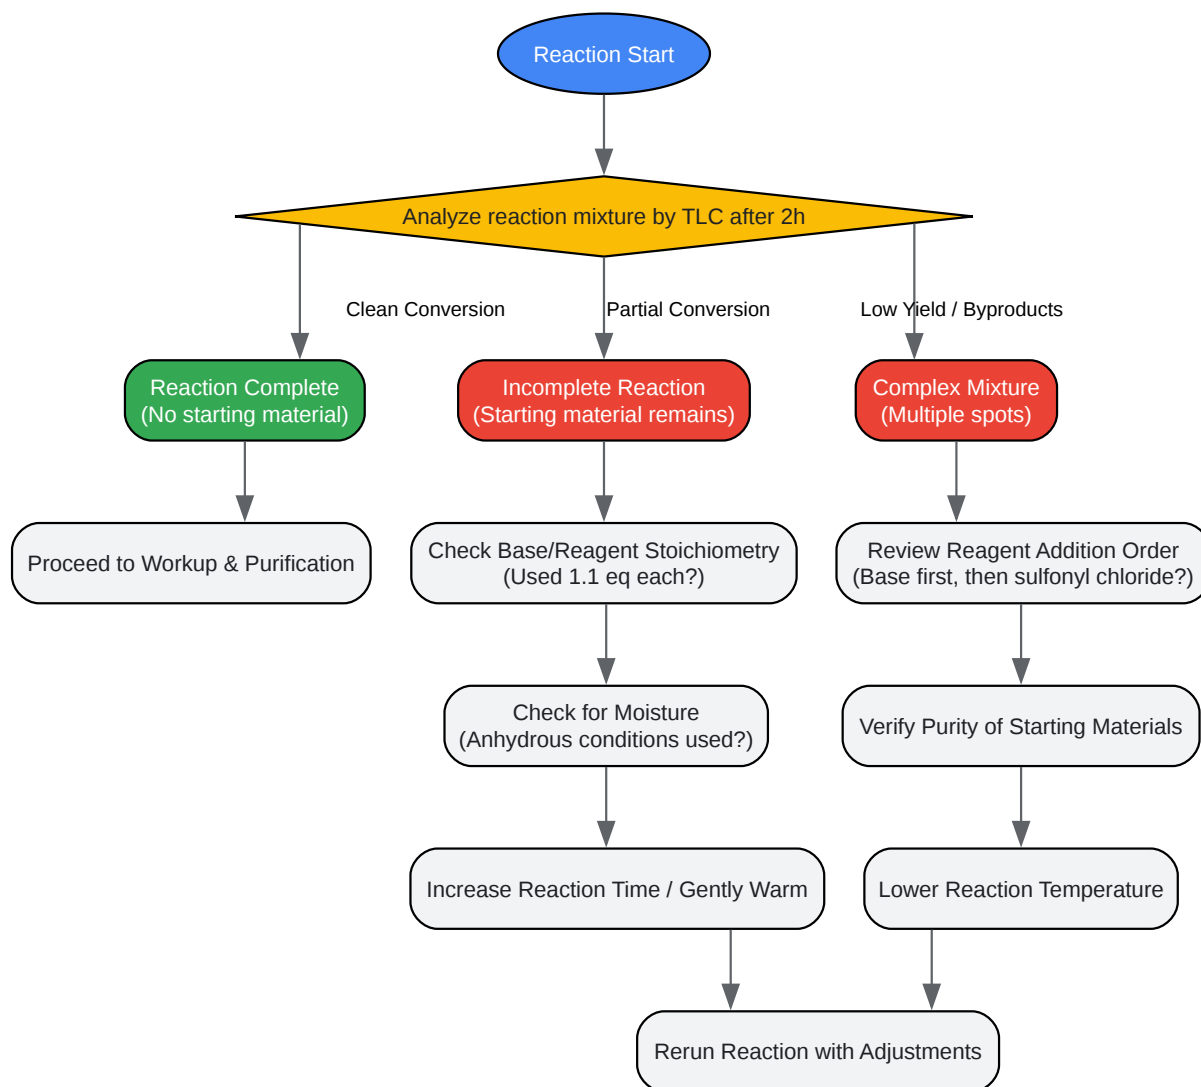 Reaction Start
Analyze reaction mixture by TLC after 2h
Clean Conversion
Partial Conversion
Low Yield / Byproducts
Reaction Complete
(No starting material)
Incomplete Reaction
(Starting material remains)
Complex Mixture
(Multiple spots)
Proceed to Workup & Purification
Check Base/Reagent Stoichiometry
(Used 1.1 eq each?)
Review Reagent Addition Order
(Base first, then sulfonyl chloride?)
Check for Moisture
(Anhydrous conditions used?)
Verify Purity of Starting Materials
Increase Reaction Time / Gently Warm
Lower Reaction Temperature
Rerun Reaction with Adjustments